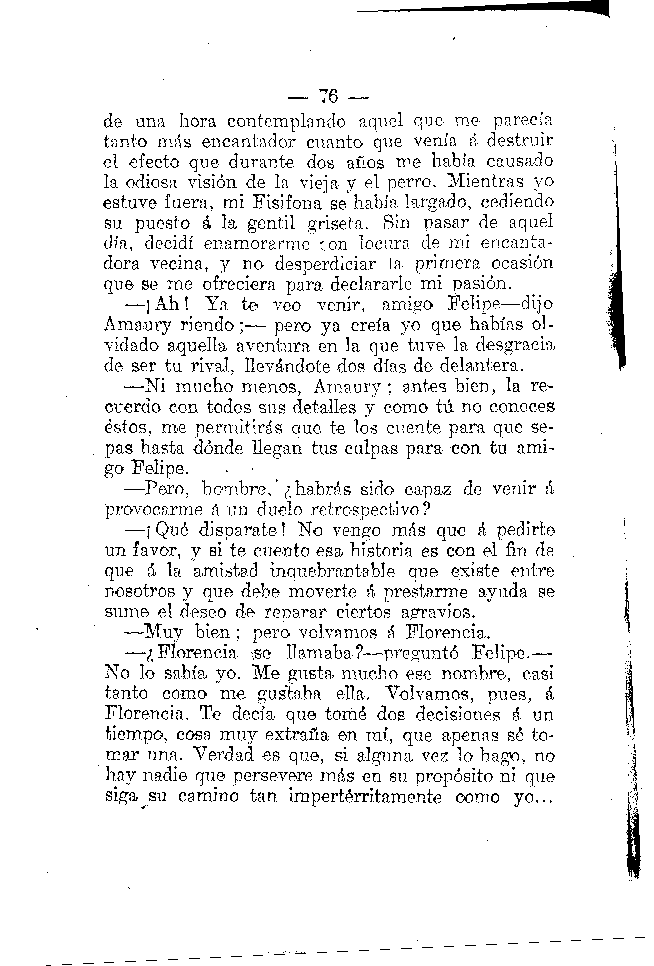 — 76 —
de una hora contemplando aquel que me parecía
tanto más encantador cuanto que venía á destruir
el efecto que durante dos años me había causado
la odiosa visión de la vieja y el perro. Mientras yo
estuve fuera, mi Fisifona se había largado, cediendo
su puesto á la gentil griseta. Sin pasar de aquel
día, decidí enamorarme con locura de mi encanta-
dora vecina, y no desperdiciar la primera ocasión
que se me ofreciera para declararle mi pasión.
—¡Ah! Ya te veo venir, amigo Felipe—dijo
Amaury riendo;— pero ya creía yo que habías ol-
vidado aquella aventura en la que tuve la desgracia
de ser tu rival, llevándote dos días de delantera.
—Ni mucho menos, Amaury; antes bien, la re-
cuerdo con todos sus detalles y como tú no conoces
éstos, me permitirás que te los cuente para que se-
pas hasta dónde llegan tus culpas para con tu ami-
go Felipe.
—Pero, hombre, ¿habrás sido capaz de venir á
provocarme á un duelo retrospectivo?
—¡Qué disparate! No vengo más que á pedirte
un favor, y si te cuento esa historia es con el fin de
que á la amistad inquebrantable que existe entre
nosotros y que debe moverte á prestarme ayuda se
sume el deseo de reparar ciertos agravios.
—Muy bien; pero volvamos á Florencia.
—¿Florencia se llamaba?—preguntó Felipe.—
No lo sabía yo. Me gusta mucho ese nombre, casi
tanto como me gustaba ella. Volvamos, pues, á
Florencia. Te decía que tomé dos decisiones á un
tiempo, cosa muy extraña en mí, que apenas sé to-
mar una. Verdad es que, si alguna vez lo hago, no
hay nadie que persevere más en su propósito ni que
siga su camino tan impertérritamente como yo...